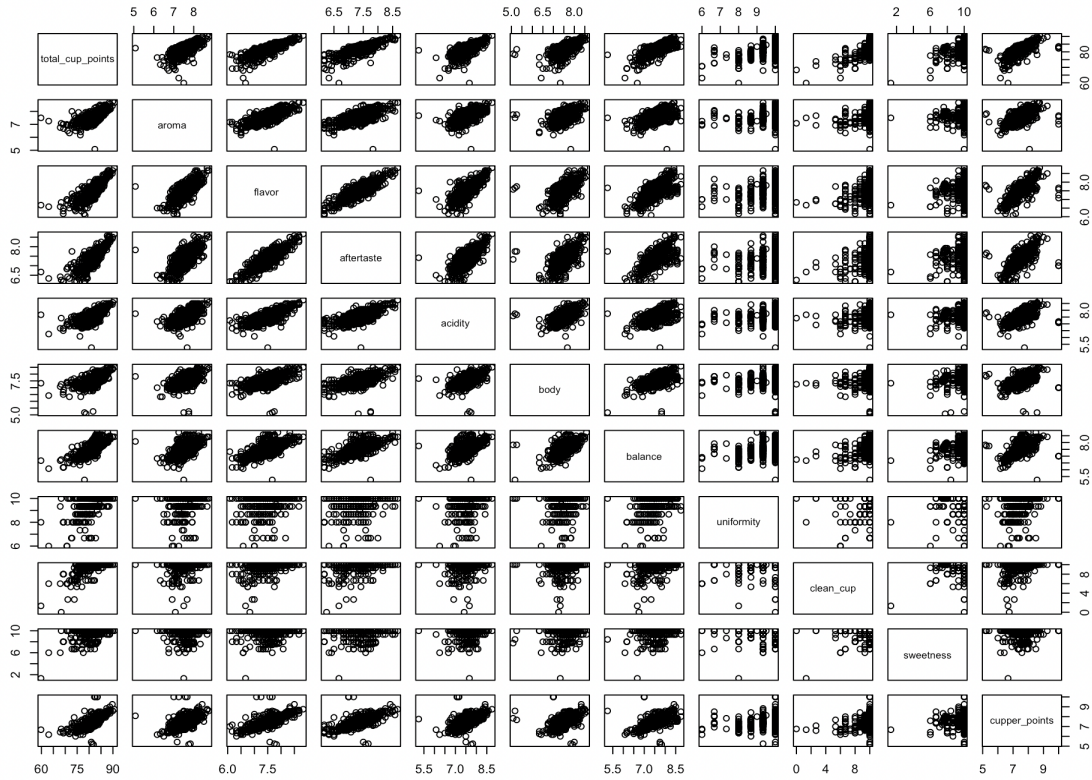 5 6 7 8 6.5 7.5 8.5 5.0 6.5 8.0 6 7 8 9 2 6 10
total_cup_points 60 80
7 5 aroma
flavor 6.0 8.0
8.0 6.5 aftertaste
acidity 5.5 8.0
7.5 5.0 body
balance 5.5 8.0
10 8 6 uniformity
clean_cup 0 4 8
10 6 2 sweetness
cupper_points 5 7 9
60 75 90 6.0 7.5 5.5 7.0 8.5 5.5 7.0 8.5 0 4 8 5 7 9